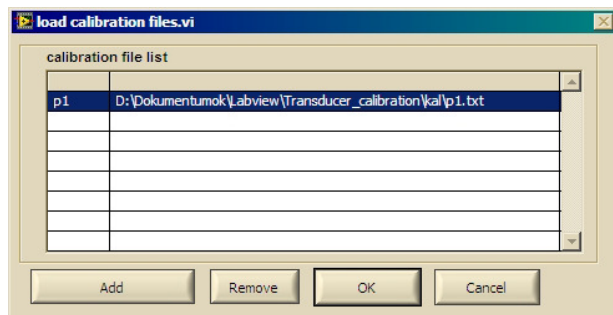 load calibration files.vi
calibration file list
p1 D:\Dokumentumok\Labview\Transducer_calibration\kal\p1.txt
Add Remove OK Cancel